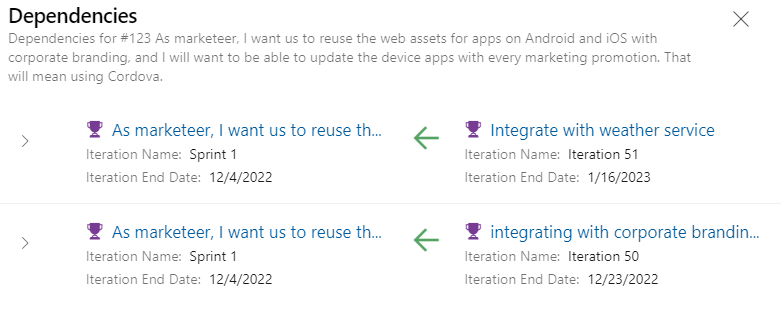 Dependencies
Dependencies for #123 As marketeer, I want us to reuse the web assets for apps on Android and iOS with
corporate branding, and I will want to be able to update the device apps with every marketing promotion. That
will mean using Cordova.
As marketeer, I want us to reuse th...
Iteration Name: Sprint 1
Iteration End Date: 12/4/2022
Integrate with weather service
Iteration Name: Iteration 51
Iteration End Date: 1/16/2023
As marketeer, I want us to reuse th...
Iteration Name: Sprint 1
Iteration End Date: 12/4/2022
integrating with corporate brandin...
Iteration Name: Iteration 50
Iteration End Date: 12/23/2022